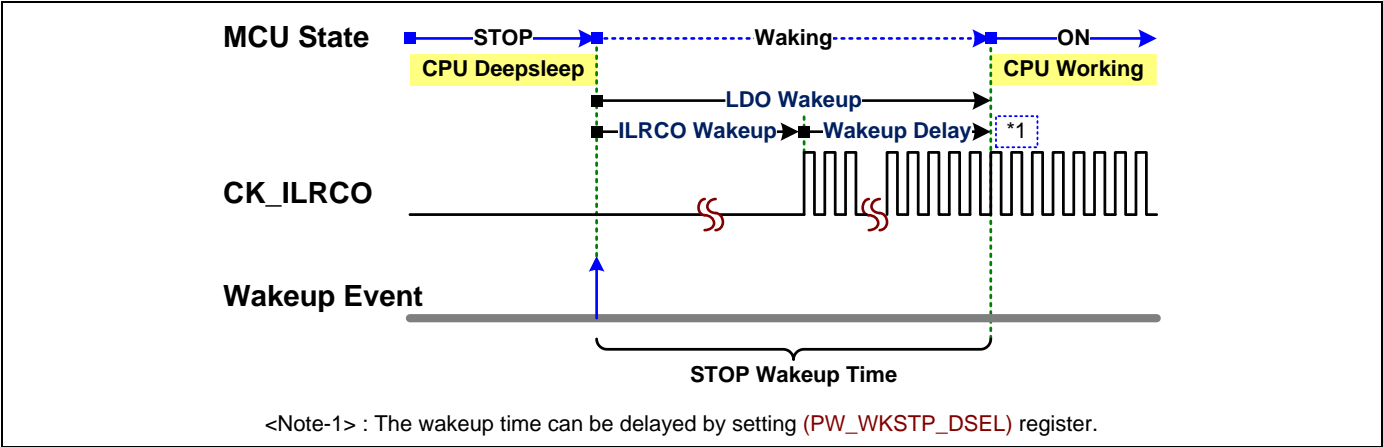 MCU State STOP Waking ON
CPU Deepsleep CPU Working
LDO Wakeup
ILRCO Wakeup Wakeup Delay *1
CK_ILRCO
Wakeup Event
STOP Wakeup Time
<Note-1> : The wakeup time can be delayed by setting (PW_WKSTP_DSEL) register.